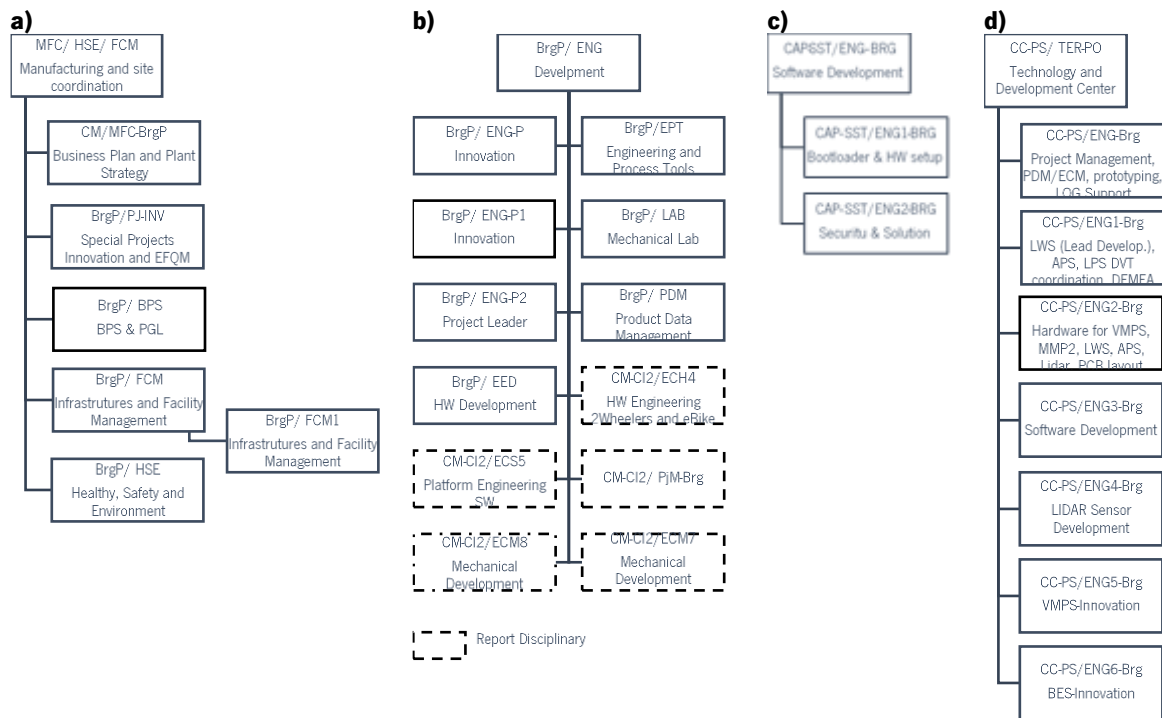 a)
MFC/ HSE/ FCM
Manufacturing and site
coordination
CM/MFC-BrgP
Business Plan and Plant
Strategy
BrgP/PJ-INV
Special Projects
Innovation and EFQM
BrgP/ BPS
BPS & PGL
BrgP/ FCM
Infrastrutures and Facility
Management
BrgP/ FCM1
Infrastrutures and Facility
Management
BrgP/ HSE
Healthy, Safety and
Environment
b)
BrgP/ ENG
Develpment
BrgP/ ENG-P
Innovation
BrgP/EPT
Engineering and
Process Tools
BrgP/ ENG-P1
Innovation
BrgP/ LAB
Mechanical Lab
BrgP/ ENG-P2
Project Leader
BrgP/ PDM
Product Data
Management
BrgP/ EED
HW Development
CM-CI2/ECH4
HW Engineering
2Wheelers and eBike
CM-CI2/ECS5
Platform Engineering
SW
CM-CI2/ PjM-Brg
CM-CI2/ECM8
Mechanical
Development
CM-CI2/ECM7
Mechanical
Development
Report Disciplinary
c)
CAPSST/ENG-BRG
Software Development
CAP-SST/ENG1-BRG
Bootloader & HW setup
CAP-SST/ENG2-BRG
Securitu & Solution
d)
CC-PS/ TER-PO
Technology and
Development Center
CC-PS/ENG-Brg
Project Management,
PDM/ECM, prototyping,
LOG Support
CC-PS/ENG1-Brg
LWS (Lead Develop.),
APS, LPS DVT
coordination, DFMEA
CC-PS/ENG2-Brg
Hardware for VMPS,
MMP2, LWS, APS,
Lidar, PCB layout
CC-PS/ENG3-Brg
Software Development
CC-PS/ENG4-Brg
LIDAR Sensor
Development
CC-PS/ENG5-Brg
VMPS-Innovation
CC-PS/ENG6-Brg
BES-Innovation